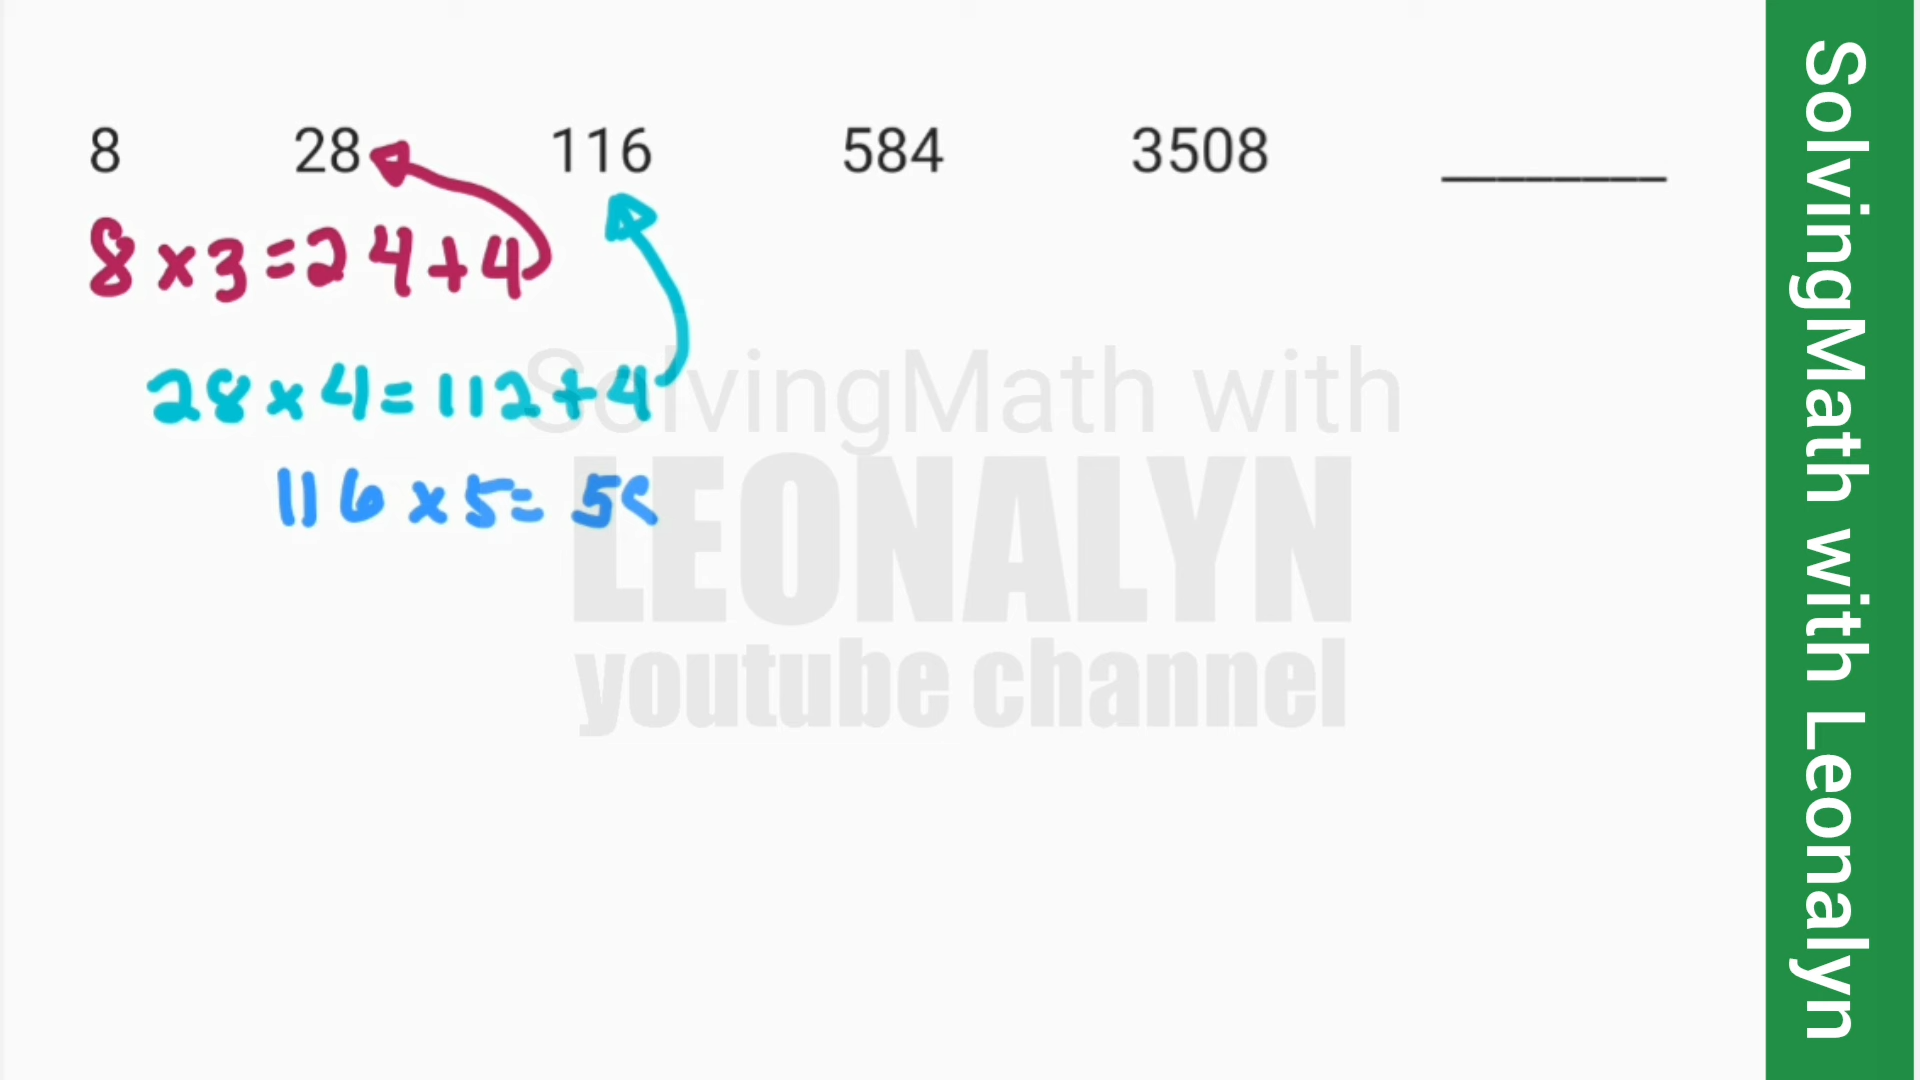 8 28 116 584 3508 ________
8 x 3 = 24 + 4
28 x 4 = 112 + 4
116 x 5 = 5
SolvingMath with
LEONALYN
youtube channel
SolvingMath with Leonalyn